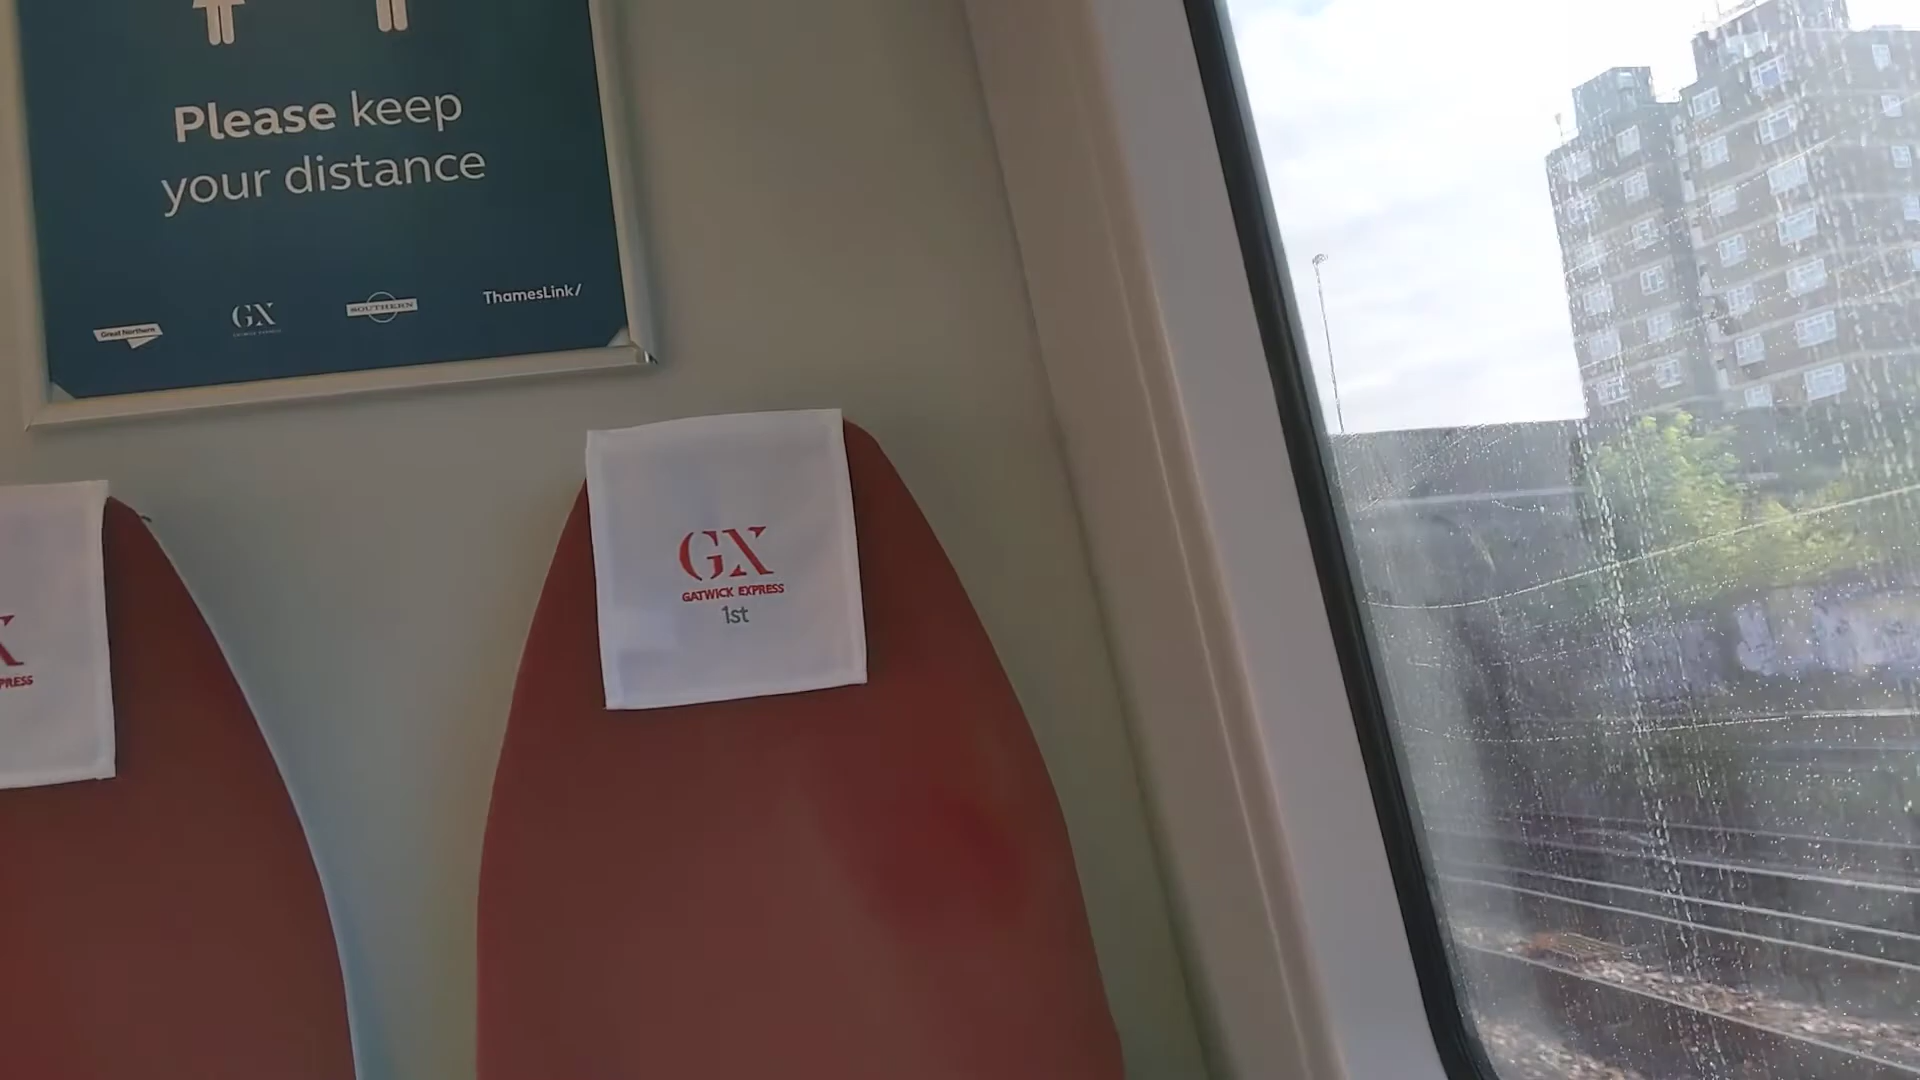 Please keep
your distance
Great Northern
GX
SOUTHERN
ThamesLink/
GX
GATWICK EXPRESS
1st
X
PRESS